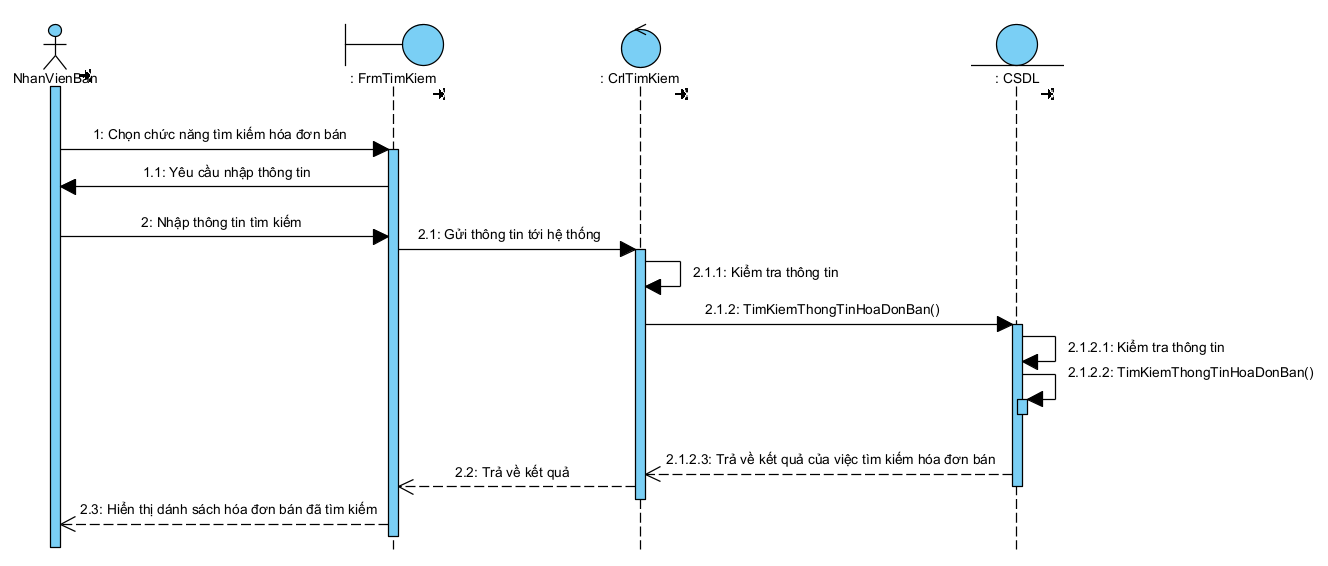 NhanVienBan
: FrmTimKiem
: CrlTimKiem
: CSDL
1: Chọn chức năng tìm kiếm hóa đơn bán
1.1: Yêu cầu nhập thông tin
2: Nhập thông tin tìm kiếm
2.1: Gửi thông tin tới hệ thống
2.1.1: Kiểm tra thông tin
2.1.2: TimKiemThongTinHoaDonBan()
2.1.2.1: Kiểm tra thông tin
2.1.2.2: TimKiemThongTinHoaDonBan()
2.1.2.3: Trả về kết quả của việc tìm kiếm hóa đơn bán
2.2: Trả về kết quả
2.3: Hiển thị dánh sách hóa đơn bán đã tìm kiếm